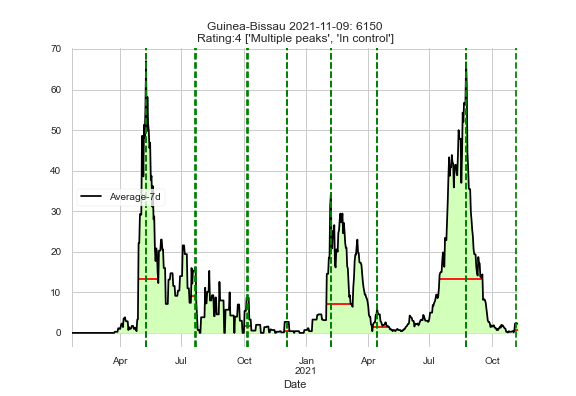 Guinea-Bissau 2021-11-09: 6150
Rating:4 ['Multiple peaks', 'In control']
70
60
50
40
30
20
10
0
Average-7d
Apr Jul Oct Jan Apr Jul Oct
2021
Date